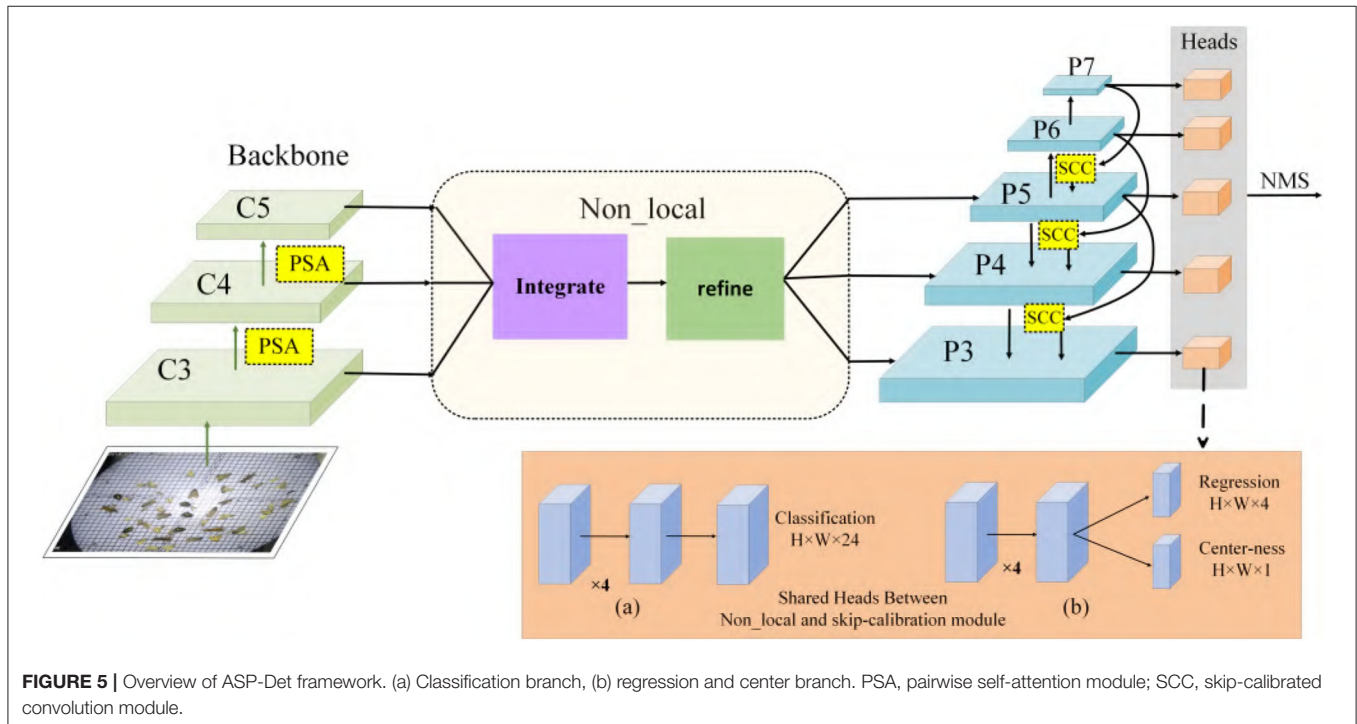 Heads
P7
P6
Backbone
SCC
NMS
C5
Non_local
P5
PSA
SCC
C4
Integrate
refine
P4
PSA
SCC
C3
P3
Regression
H×W×4
Classification
H×W×24
Center-ness
H×W×1
×4
×4
(a)
Shared Heads Between
(b)
Non_local and skip-calibration module
FIGURE 5 | Overview of ASP-Det framework. (a) Classification branch, (b) regression and center branch. PSA, pairwise self-attention module; SCC, skip-calibrated
convolution module.